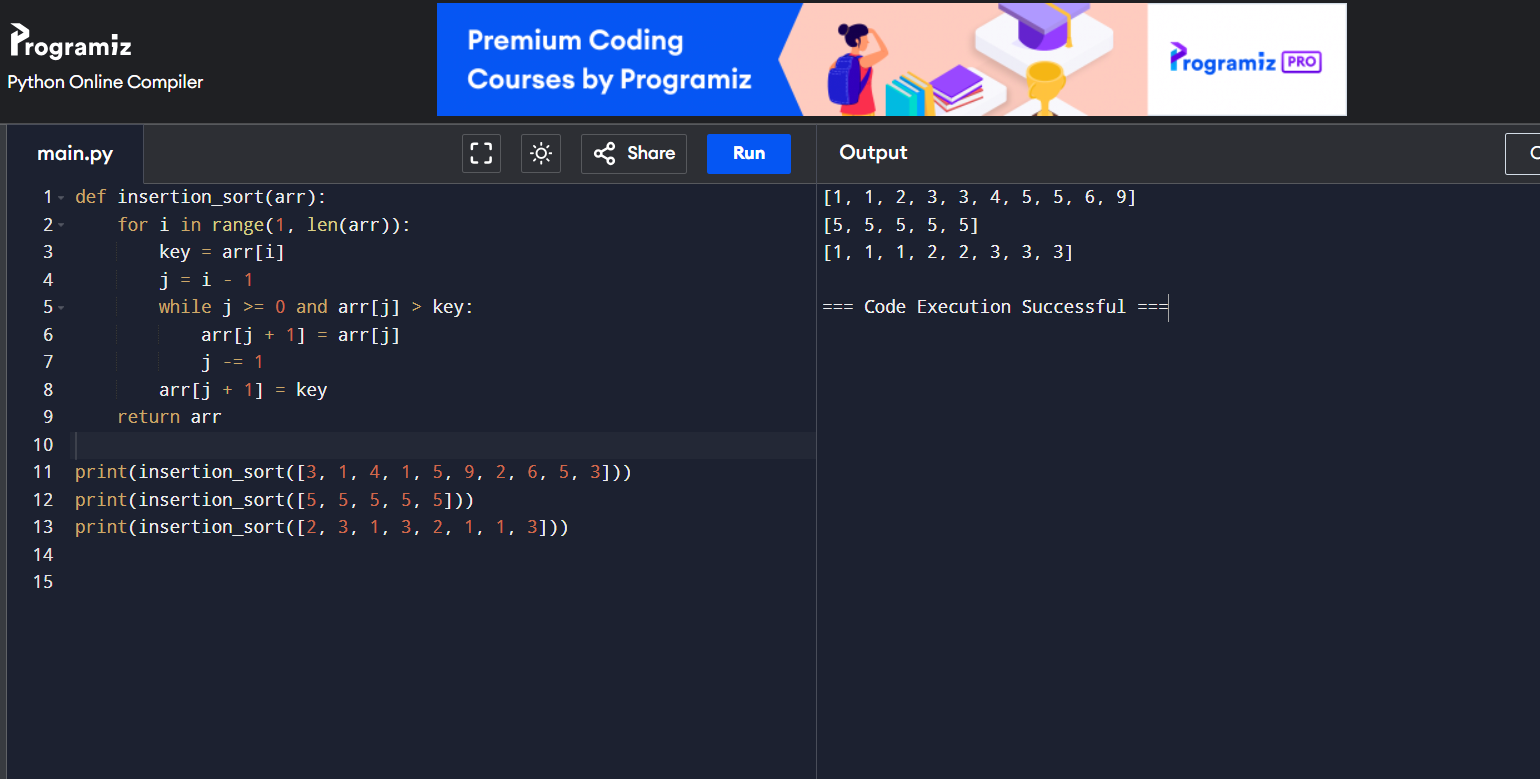 Programiz
Python Online Compiler
Premium Coding
Courses by Programiz
Programiz PRO
main.py
Share
Run
Output
1 def insertion_sort(arr):
2     for i in range(1, len(arr)):
3         key = arr[i]
4         j = i - 1
5         while j >= 0 and arr[j] > key:
6             arr[j + 1] = arr[j]
7             j -= 1
8         arr[j + 1] = key
9     return arr
10
11 print(insertion_sort([3, 1, 4, 1, 5, 9, 2, 6, 5, 3]))
12 print(insertion_sort([5, 5, 5, 5, 5]))
13 print(insertion_sort([2, 3, 1, 3, 2, 1, 1, 3]))
14
15
[1, 1, 2, 3, 3, 4, 5, 5, 6, 9]
[5, 5, 5, 5, 5]
[1, 1, 1, 2, 2, 3, 3, 3]
=== Code Execution Successful ===